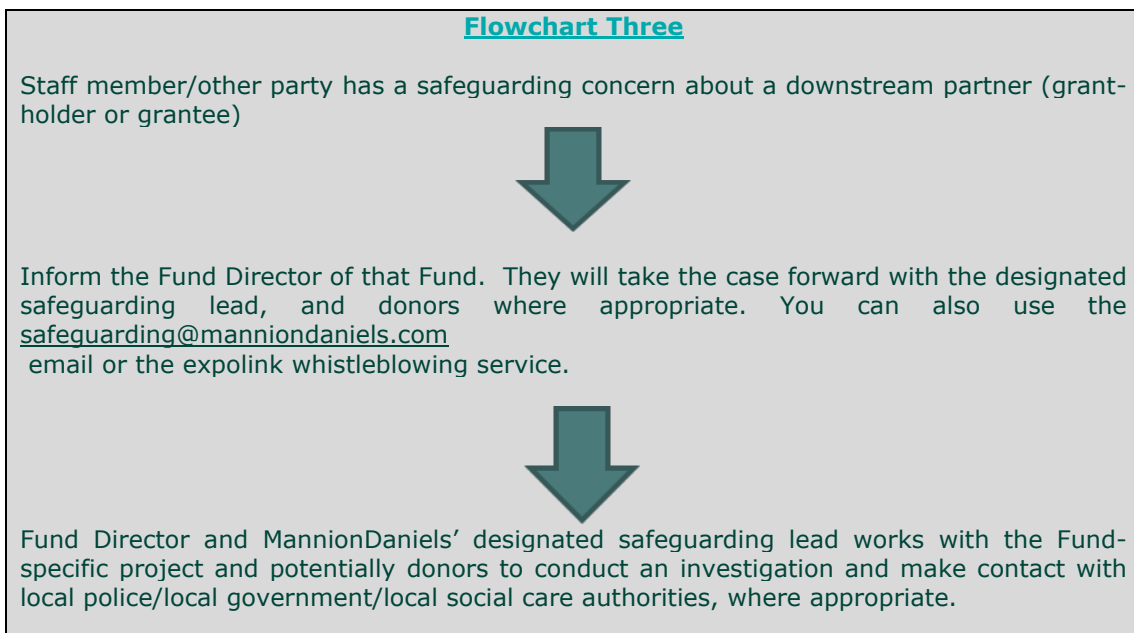 Flowchart Three
Staff member/other party has a safeguarding concern about a downstream partner (grant-
holder or grantee)
Inform the Fund Director of that Fund. They will take the case forward with the designated
safeguarding lead, and donors where appropriate. You can also use the
safeguarding@manniondaniels.com
email or the expolink whistleblowing service.
Fund Director and MannionDaniels’ designated safeguarding lead works with the Fund-
specific project and potentially donors to conduct an investigation and make contact with
local police/local government/local social care authorities, where appropriate.